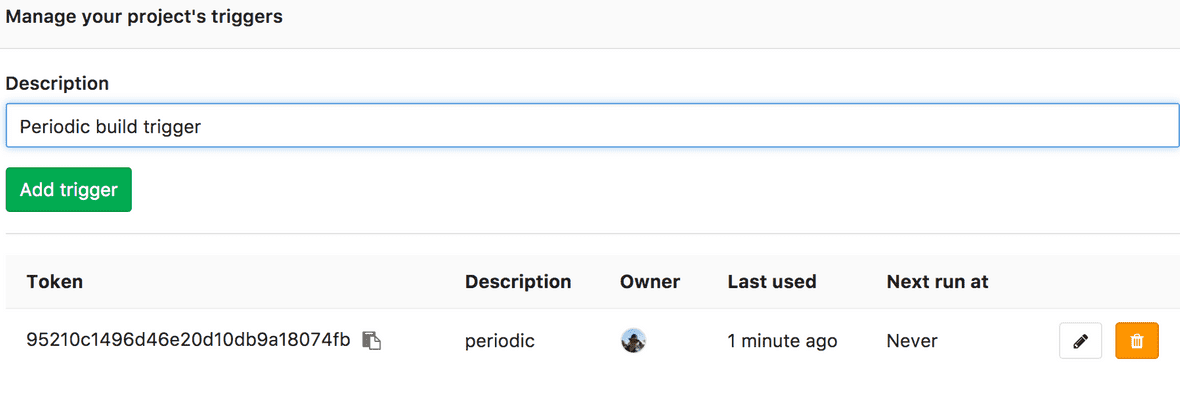 Manage your project's triggers
Description
Periodic build trigger
Add trigger
Token Description Owner Last used Next run at
95210c1496d46e20d10db9a18074fb periodic 1 minute ago Never